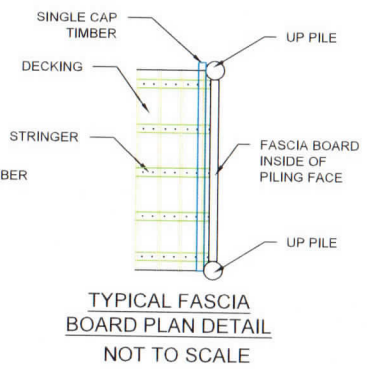 SINGLE CAP
TIMBER
UP PILE
DECKING
STRINGER
FASCIA BOARD
INSIDE OF
PILING FACE
BER
UP PILE
TYPICAL FASCIA
BOARD PLAN DETAIL
NOT TO SCALE